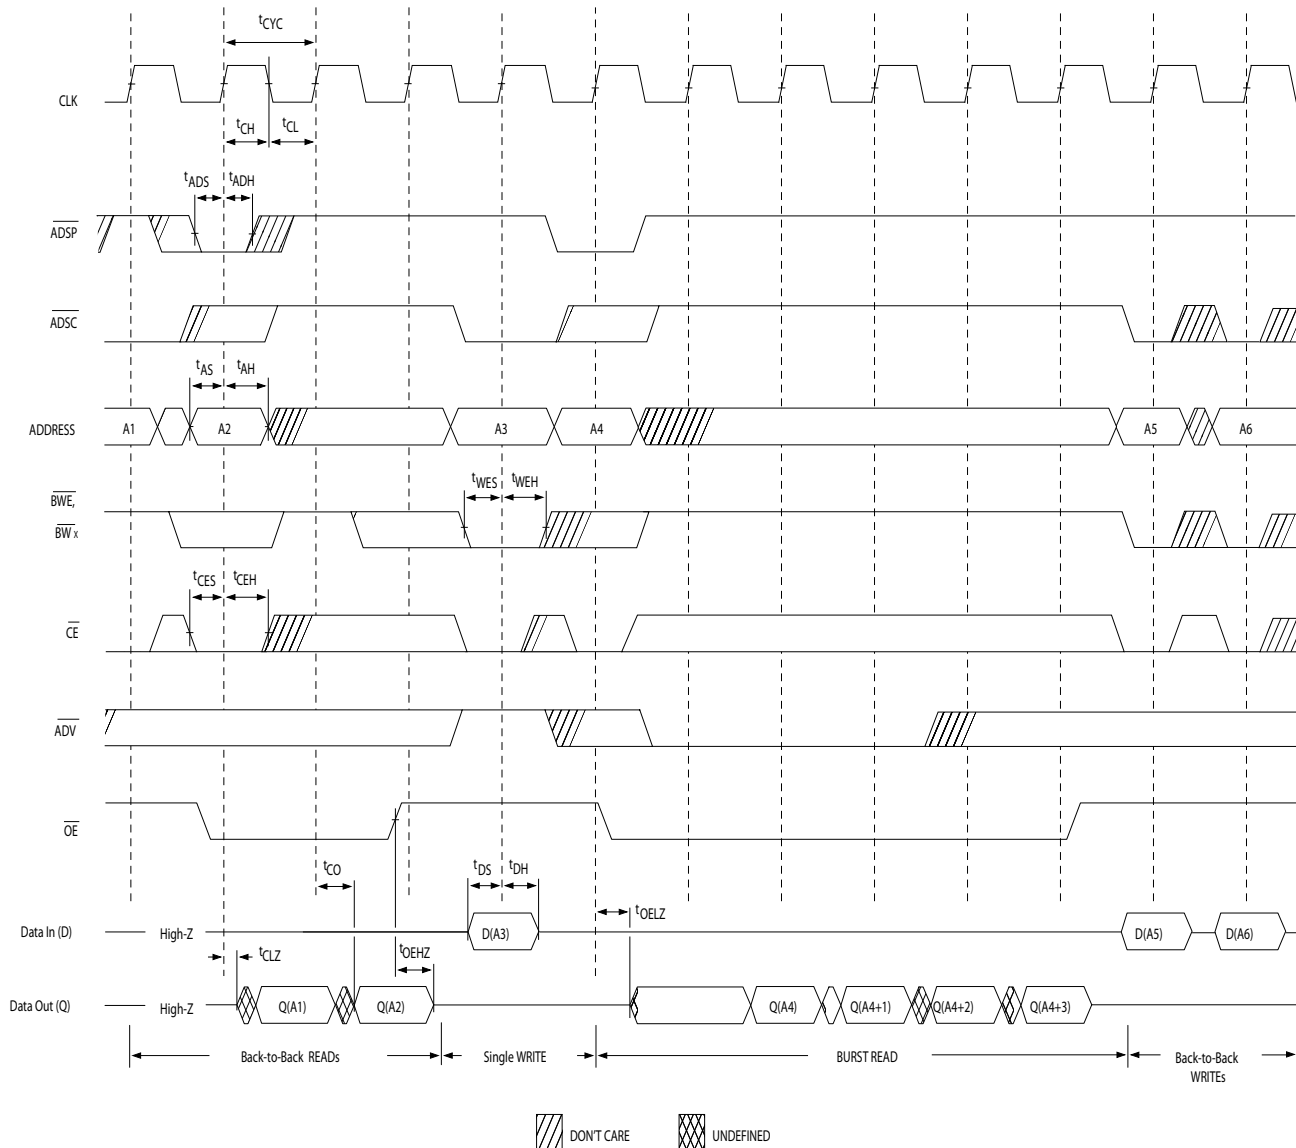 tCYC
CLK
tCH tCL
tADS tADH
ADSP
ADSC
tAS tAH
ADDRESS A1 A2 A3 A4 A5 A6
tWES tWEH
BWE,
BW x
tCES tCEH
CE
ADV
OE
tCO tDS tDH
tOELZ
Data In (D) High-Z D(A3) D(A5) D(A6)
tCLZ tOEHZ
Data Out (Q) High-Z Q(A1) Q(A2) Q(A4) Q(A4+1) Q(A4+2) Q(A4+3)
Back-to-Back READs Single WRITE BURST READ Back-to-Back
WRITEs
DON'T CARE UNDEFINED